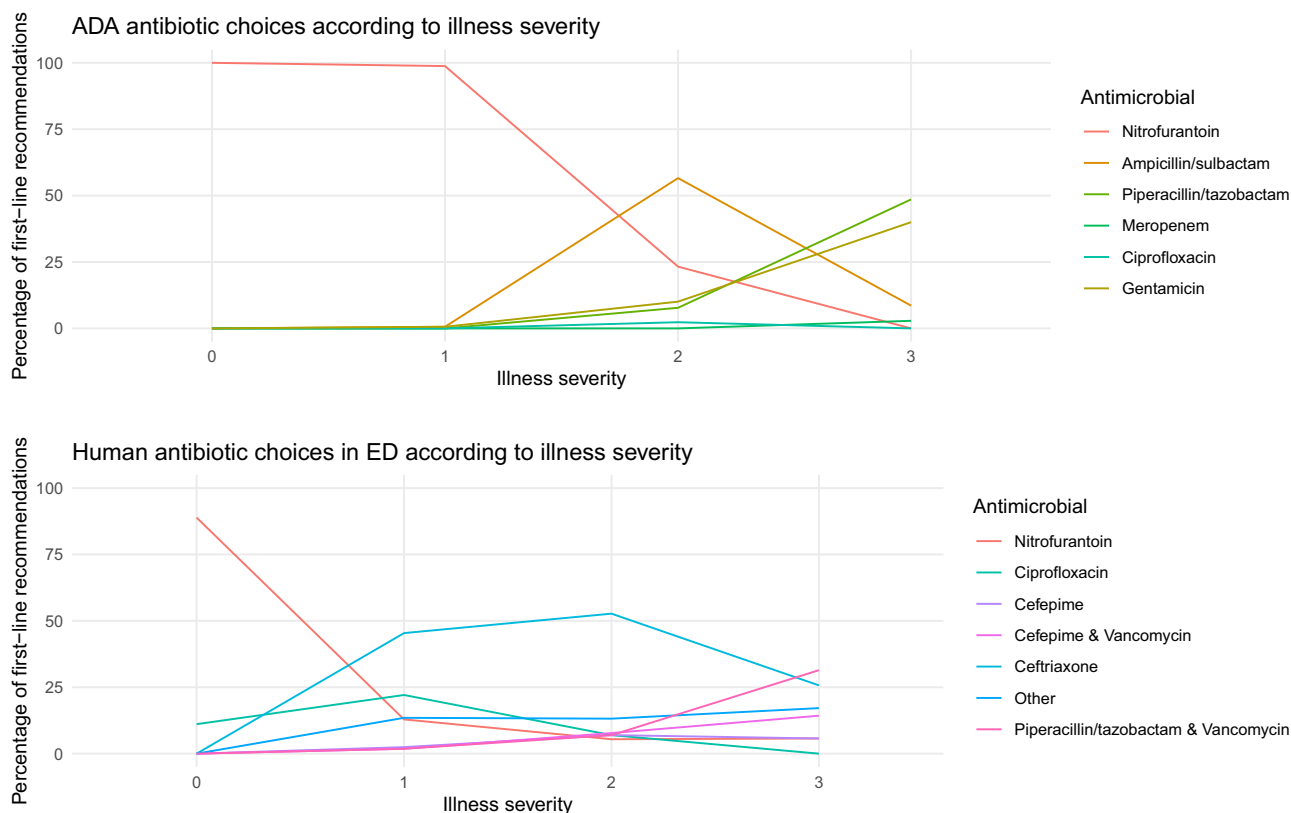 ADA antibiotic choices according to illness severity
Percentage of first−line recommendations
100
75
50
25
0
0 1 2 3
Illness severity
Antimicrobial
Nitrofurantoin
Ampicillin/sulbactam
Piperacillin/tazobactam
Meropenem
Ciprofloxacin
Gentamicin
Human antibiotic choices in ED according to illness severity
Percentage of first−line recommendations
100
75
50
25
0
0 1 2 3
Illness severity
Antimicrobial
Nitrofurantoin
Ciprofloxacin
Cefepime
Cefepime & Vancomycin
Ceftriaxone
Other
Piperacillin/tazobactam & Vancomycin